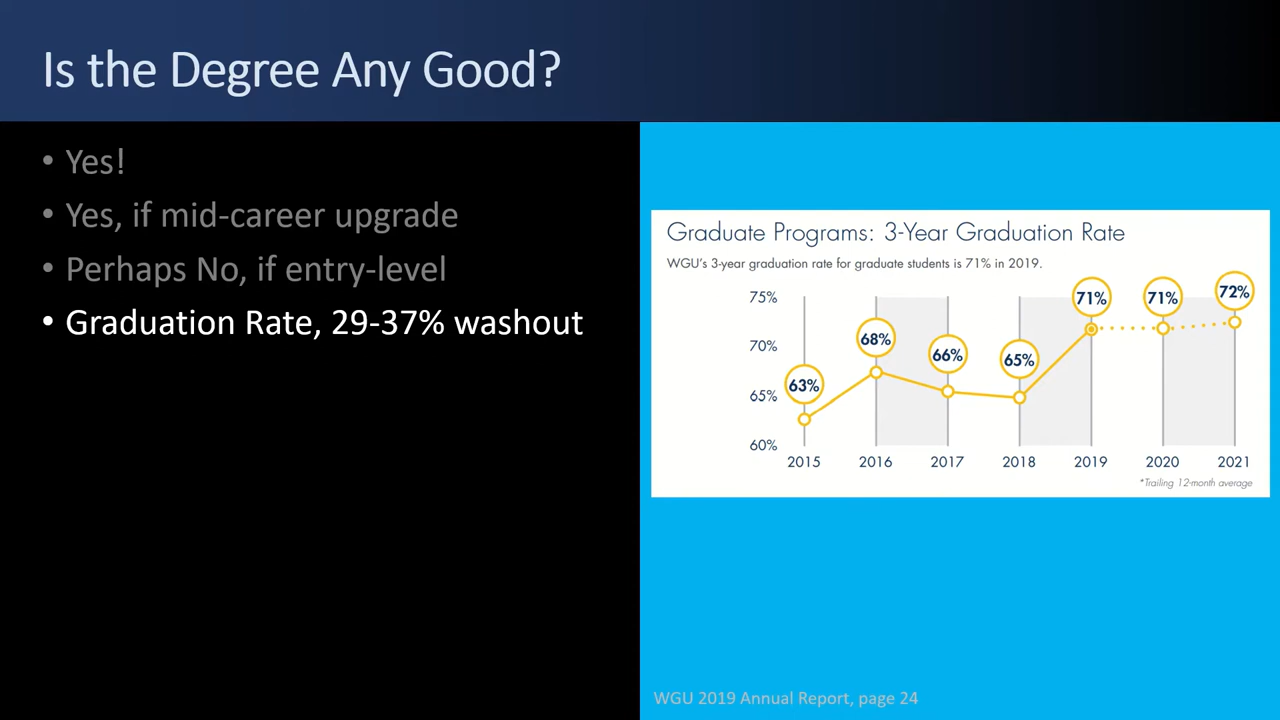 Is the Degree Any Good?
• Yes!
• Yes, if mid-career upgrade
• Perhaps No, if entry-level
• Graduation Rate, 29-37% washout
Graduate Programs: 3-Year Graduation Rate
WGU's 3-year graduation rate for graduate students is 71% in 2019.
75%
70%
65%
60%
63%
68%
66%
65%
71%
71%
72%
2015 2016 2017 2018 2019 2020 2021
*Trailing 12-month average
WGU 2019 Annual Report, page 24